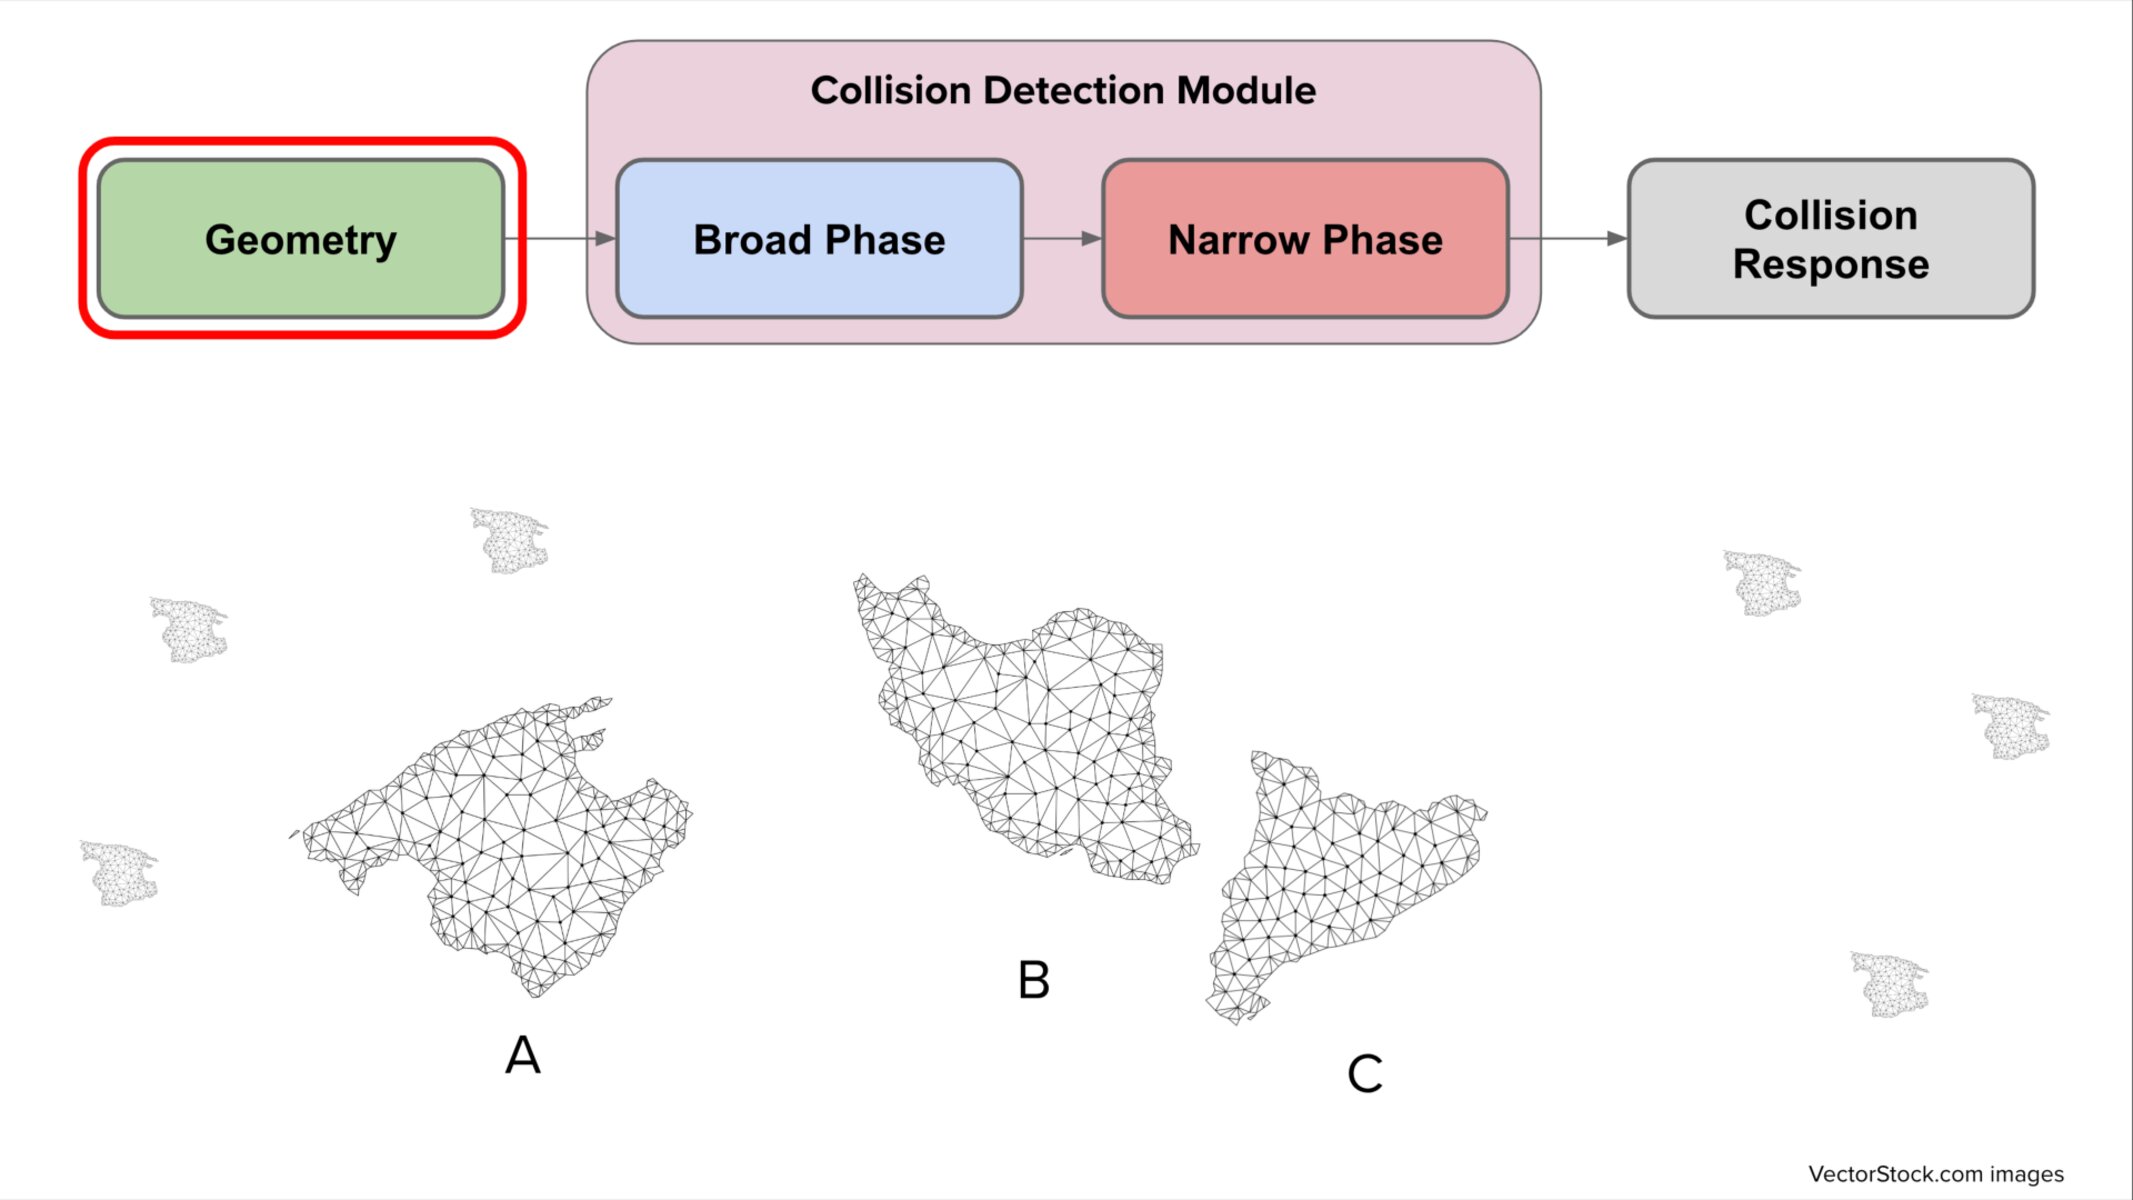 Collision Detection Module
Geometry
Broad Phase
Narrow Phase
Collision
Response
A
B
C
VectorStock.com images